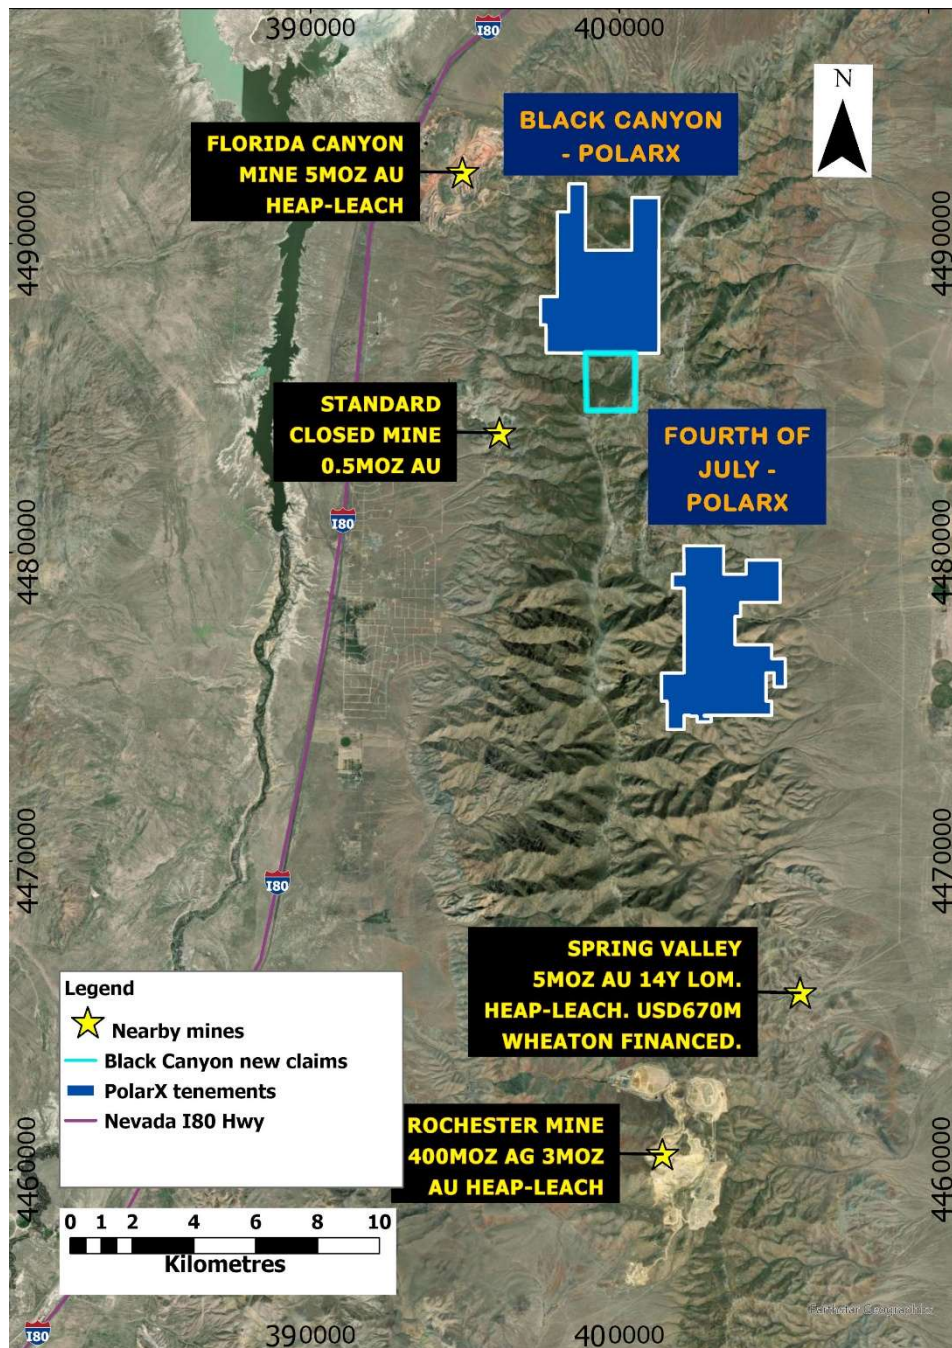 390000
400000
I80
N
BLACK CANYON
- POLARX
FLORIDA CANYON
MINE 5MOZ AU
HEAP-LEACH
4490000
4490000
STANDARD
CLOSED MINE
0.5MOZ AU
FOURTH OF
JULY -
POLARX
I80
4480000
4480000
4470000
4470000
I80
SPRING VALLEY
5MOZ AU 14Y LOM.
HEAP-LEACH. USD670M
WHEATON FINANCED.
Legend
Nearby mines
Black Canyon new claims
PolarX tenements
Nevada I80 Hwy
ROCHESTER MINE
400MOZ AG 3MOZ
AU HEAP-LEACH
4460000
4460000
0 1 2 4 6 8 10
Kilometres
Earthstar Geographics
I80
390000
400000